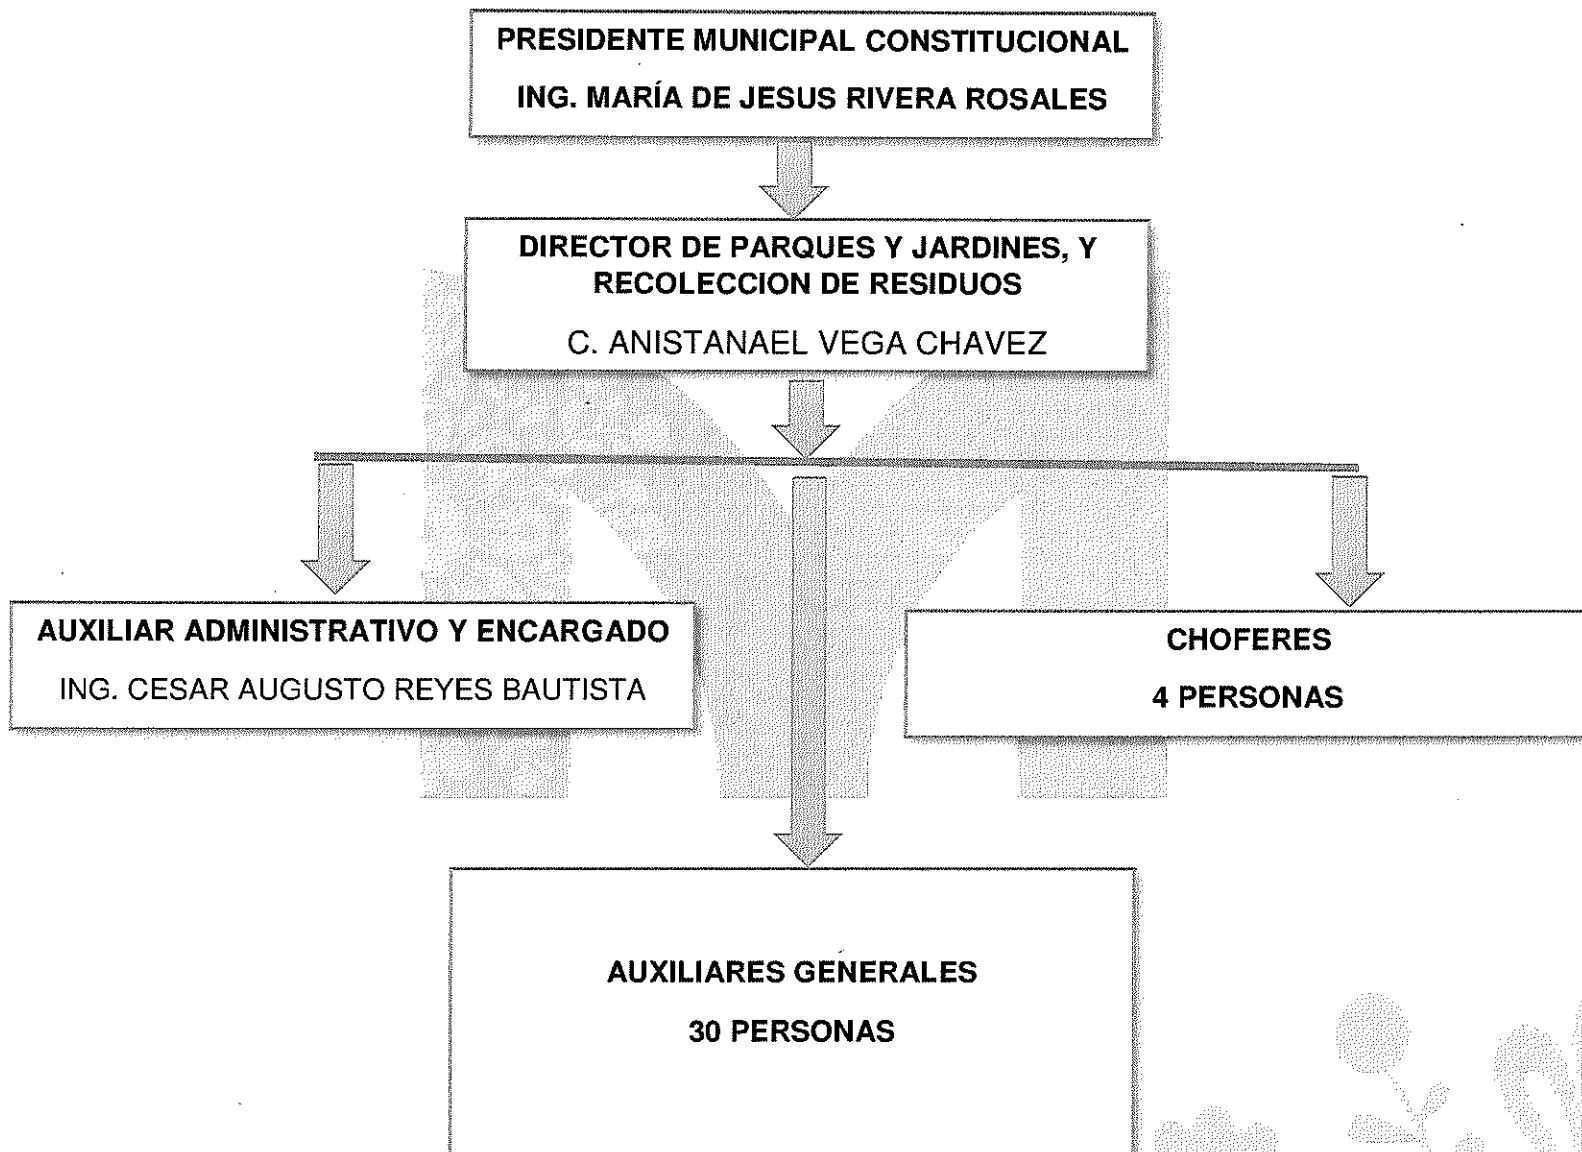 PRESIDENTE MUNICIPAL CONSTITUCIONAL
ING. MARÍA DE JESUS RIVERA ROSALES
DIRECTOR DE PARQUES Y JARDINES, Y
RECOLECCION DE RESIDUOS
C. ANISTANAEL VEGA CHAVEZ
AUXILIAR ADMINISTRATIVO Y ENCARGADO
ING. CESAR AUGUSTO REYES BAUTISTA
CHOFERES
4 PERSONAS
AUXILIARES GENERALES
30 PERSONAS